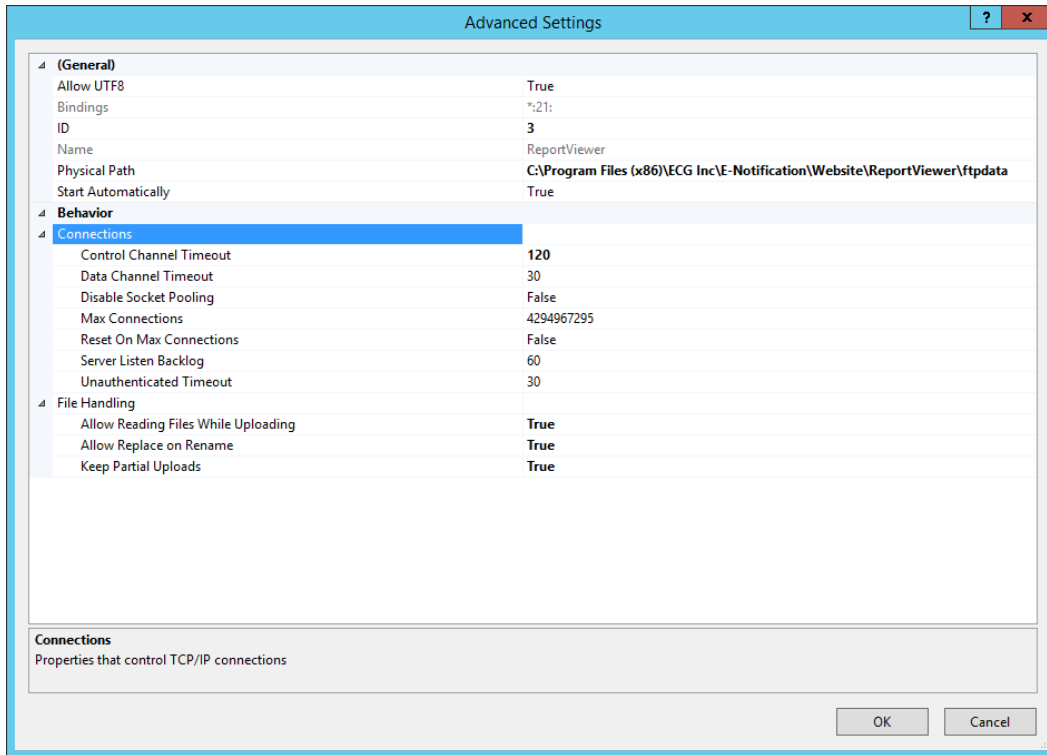 Advanced Settings
? x
(General)
Allow UTF8 True
Bindings *:21:
ID 3
Name ReportViewer
Physical Path C:\Program Files (x86)\ECG Inc\E-Notification\Website\ReportViewer\ftpdata
Start Automatically True
Behavior
Connections
Control Channel Timeout 120
Data Channel Timeout 30
Disable Socket Pooling False
Max Connections 4294967295
Reset On Max Connections False
Server Listen Backlog 60
Unauthenticated Timeout 30
File Handling
Allow Reading Files While Uploading True
Allow Replace on Rename True
Keep Partial Uploads True
Connections
Properties that control TCP/IP connections
OK Cancel